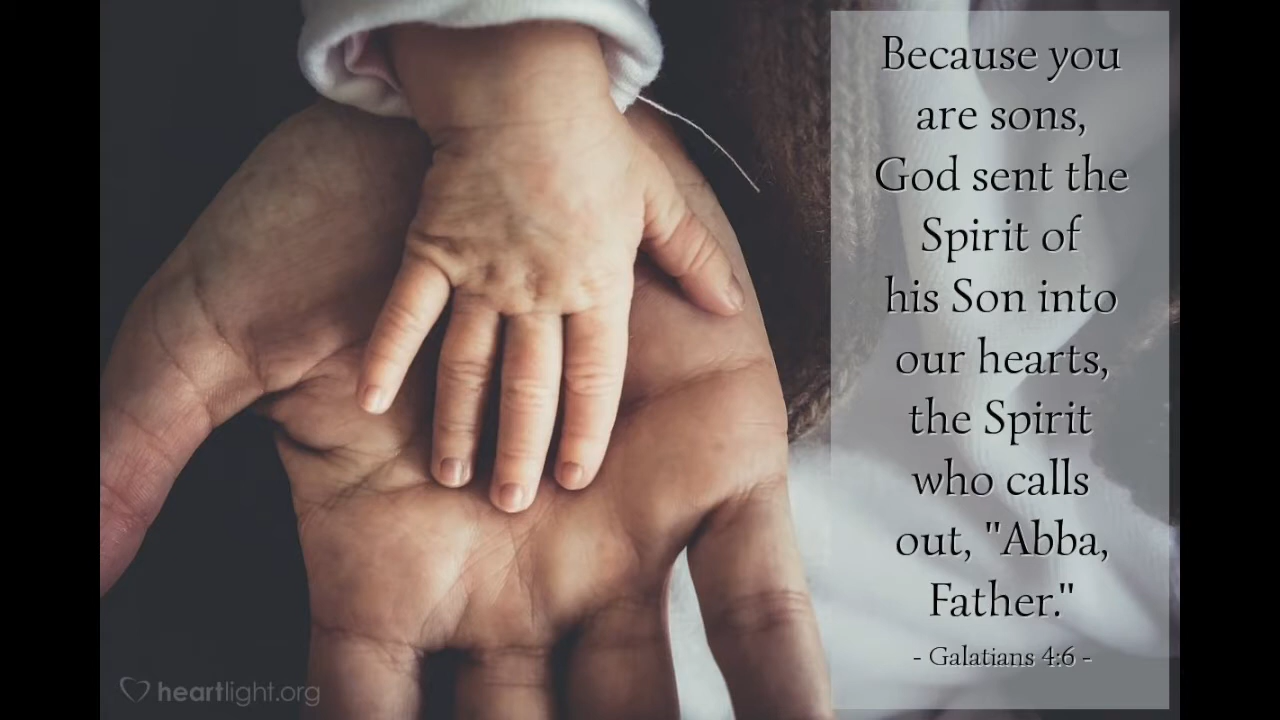 Because you
are sons,
God sent the
Spirit of
his Son into
our hearts,
the Spirit
who calls
out, "Abba,
Father."
- Galatians 4:6 -
heartlight.org